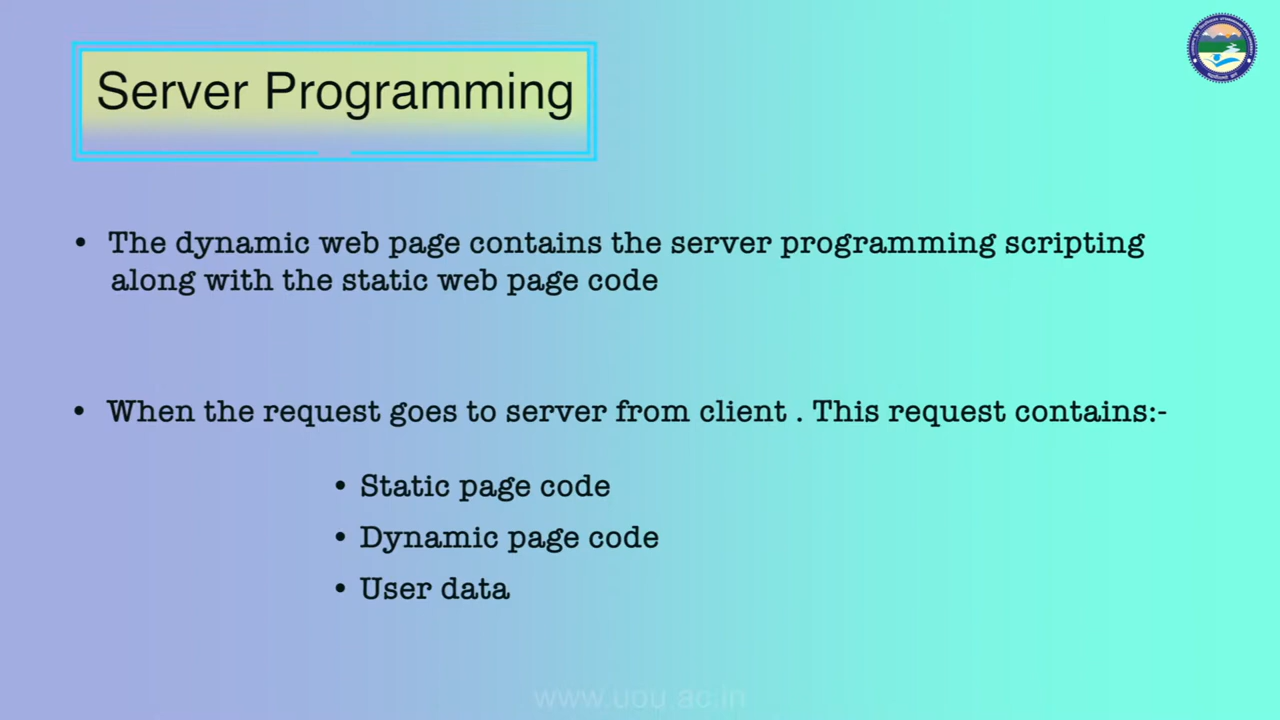 Server Programming
• The dynamic web page contains the server programming scripting
along with the static web page code
• When the request goes to server from client . This request contains:-
• Static page code
• Dynamic page code
• User data
www.uou.ac.in